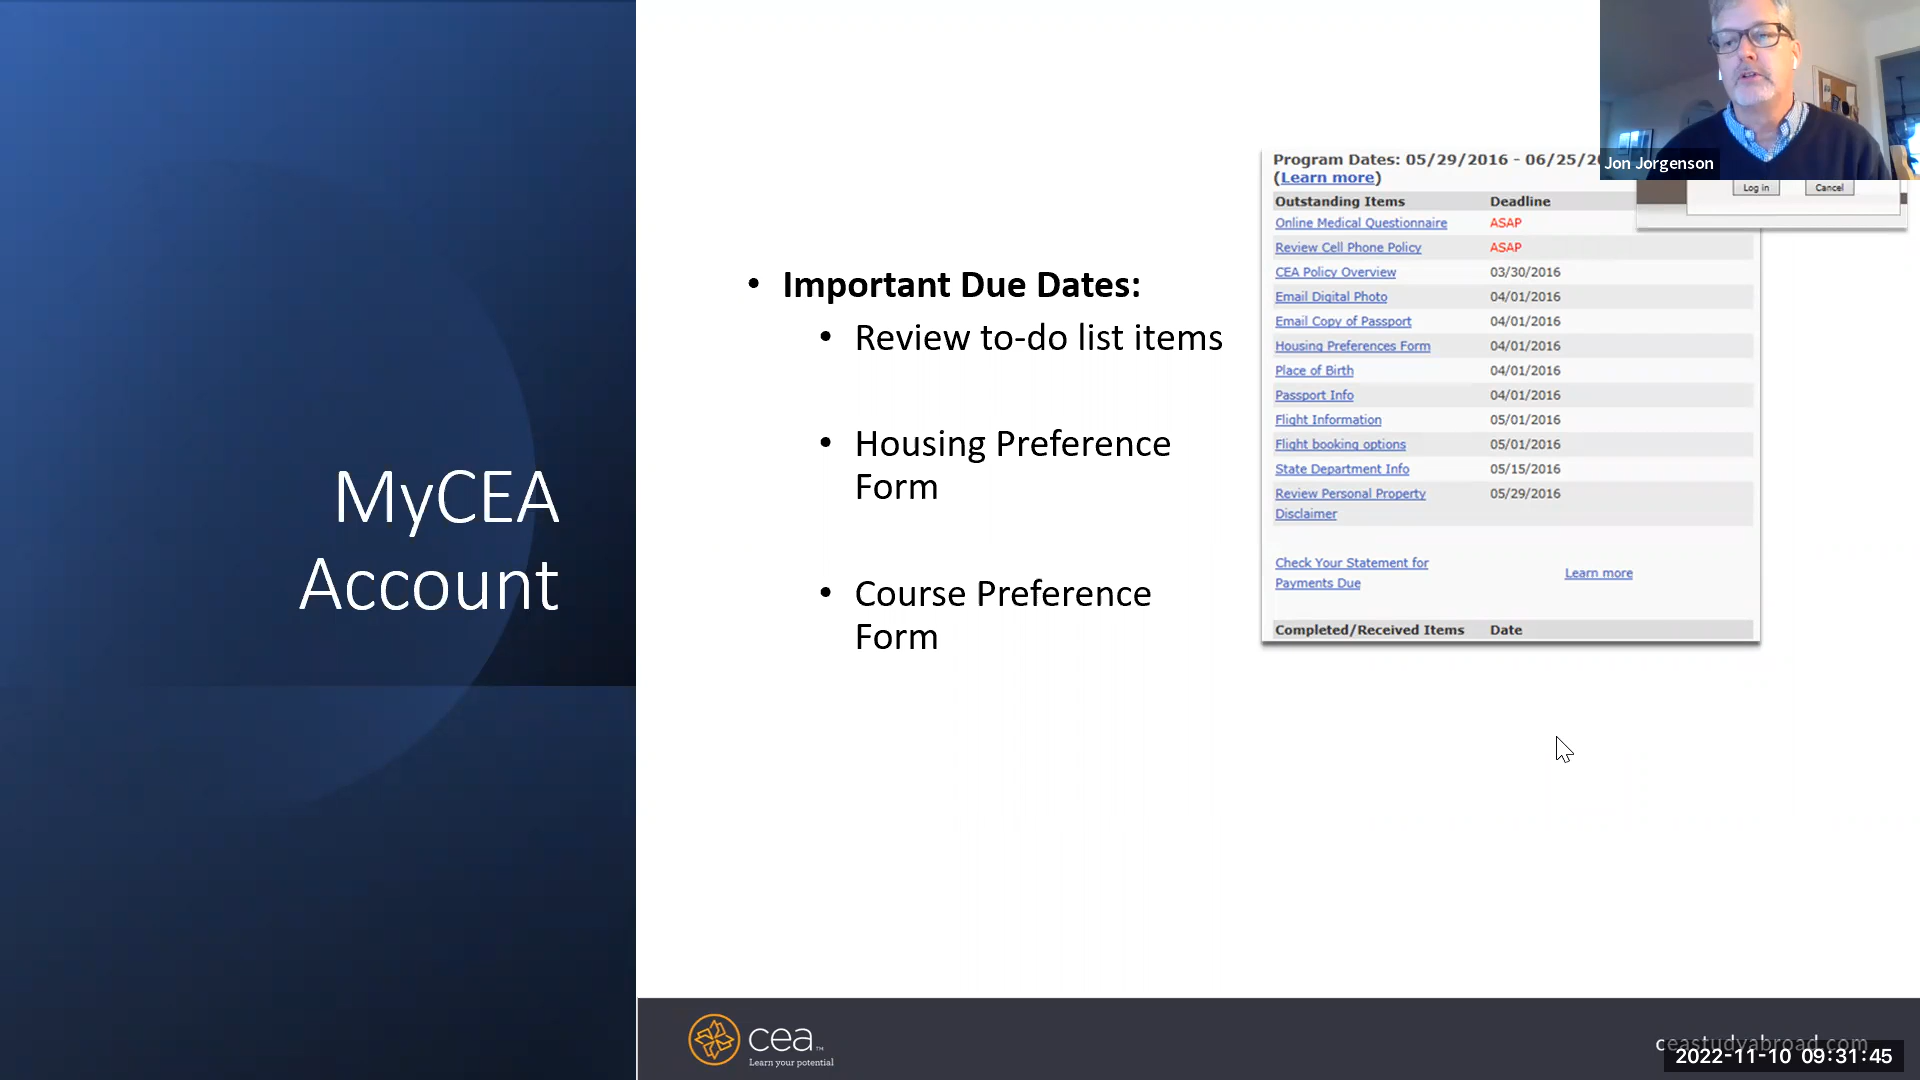 MyCEA
Account
• Important Due Dates:
• Review to-do list items
• Housing Preference
Form
• Course Preference
Form
Program Dates: 05/29/2016 - 06/25/2
(Learn more)
Outstanding Items Deadline
Online Medical Questionnaire ASAP
Review Cell Phone Policy ASAP
CEA Policy Overview 03/30/2016
Email Digital Photo 04/01/2016
Email Copy of Passport 04/01/2016
Housing Preferences Form 04/01/2016
Place of Birth 04/01/2016
Passport Info 04/01/2016
Flight Information 05/01/2016
Flight booking options 05/01/2016
State Department Info 05/15/2016
Review Personal Property 05/29/2016
Disclaimer
Check Your Statement for
Payments Due
Learn more
Completed/Received Items Date
Jon Jorgenson
Log in Cancel
cea™
Learn your potential
ceastudyabroad.com
2022-11-10 09:31:45